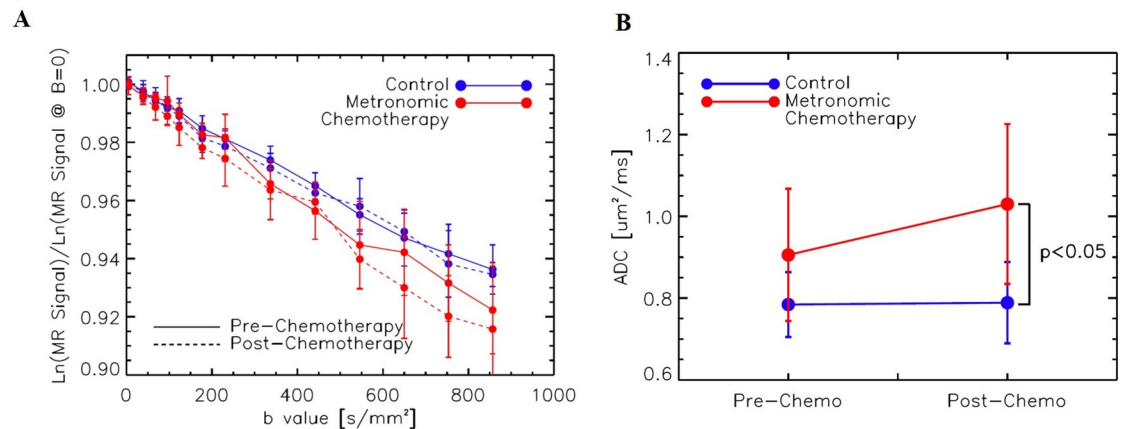 A
Ln(MR Signal)/Ln(MR Signal @ B=0)
1.00
0.98
0.96
0.94
0.92
0.90
Control
Metronomic
Chemotherapy
Pre-Chemotherapy
Post-Chemotherapy
0
200
400
600
800
1000
b value [s/mm²]
B
ADC [um²/ms]
1.4
1.2
1.0
0.8
0.6
Control
Metronomic
Chemotherapy
p<0.05
Pre-Chemo
Post-Chemo